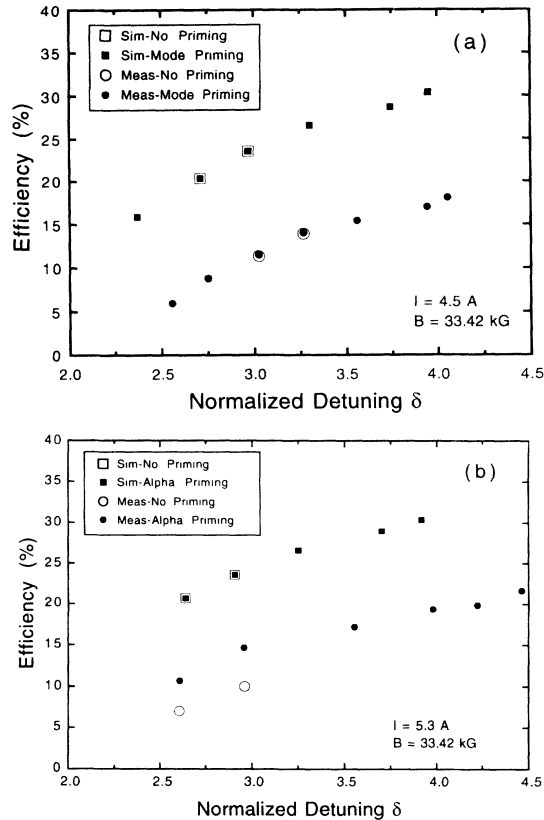 40
35
30
25
20
15
10
5
0
Efficiency (%)
Sim-No Priming
Sim-Mode Priming
Meas-No Priming
Meas-Mode Priming
(a)
I = 4.5 A
B = 33.42 kG
2.0 2.5 3.0 3.5 4.0 4.5
Normalized Detuning δ
40
35
30
25
20
15
10
5
0
Efficiency (%)
Sim-No Priming
Sim-Alpha Priming
Meas-No Priming
Meas-Alpha Priming
(b)
I = 5.3 A
B = 33.42 kG
2.0 2.5 3.0 3.5 4.0 4.5
Normalized Detuning δ